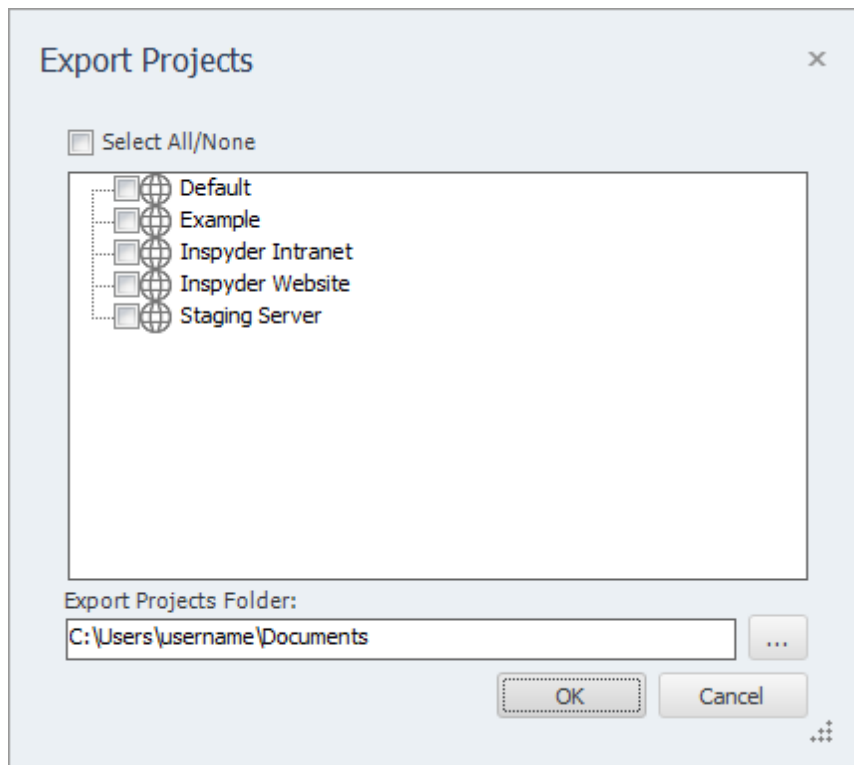 Export Projects
Select All/None
Default
Example
Inspyder Intranet
Inspyder Website
Staging Server
Export Projects Folder:
C:\Users\username\Documents
...
OK
Cancel